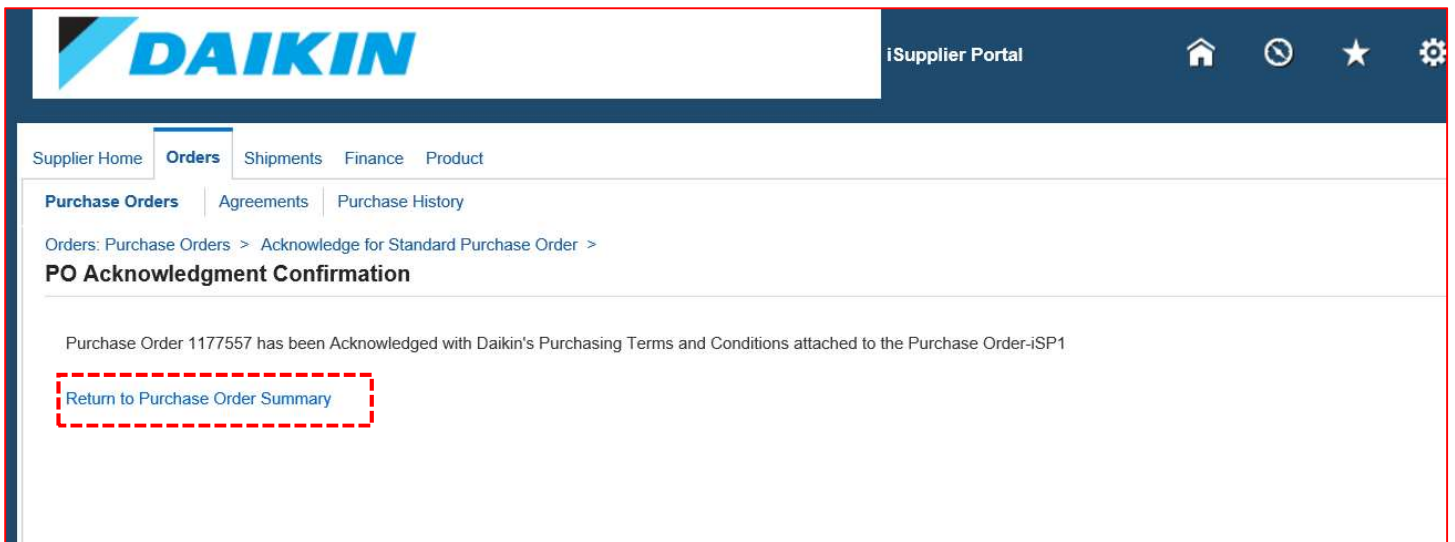 DAIKIN
iSupplier Portal
Supplier Home Orders Shipments Finance Product
Purchase Orders Agreements Purchase History
Orders: Purchase Orders > Acknowledge for Standard Purchase Order >
PO Acknowledgment Confirmation
Purchase Order 1177557 has been Acknowledged with Daikin's Purchasing Terms and Conditions attached to the Purchase Order-iSP1
Return to Purchase Order Summary